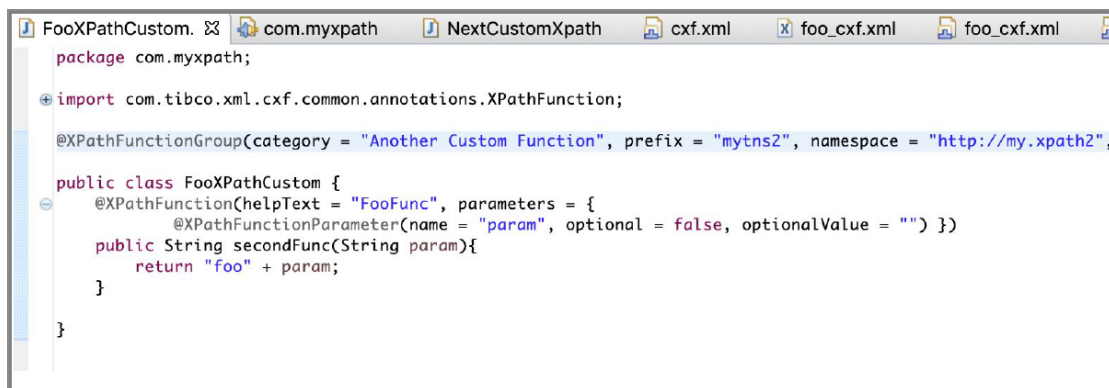 FooXPathCustom. com.myxpath NextCustomXpath cxf.xml foo_cxf.xml foo_cxf.xml
package com.myxpath;
import com.tibco.xml.cxf.common.annotations.XPathFunction;
@XPathFunctionGroup(category = "Another Custom Function", prefix = "mytns2", namespace = "http://my.xpath2",
public class FooXPathCustom {
@XPathFunction(helpText = "FooFunc", parameters = {
@XPathFunctionParameter(name = "param", optional = false, optionalValue = "") })
public String secondFunc(String param){
return "foo" + param;
}
}